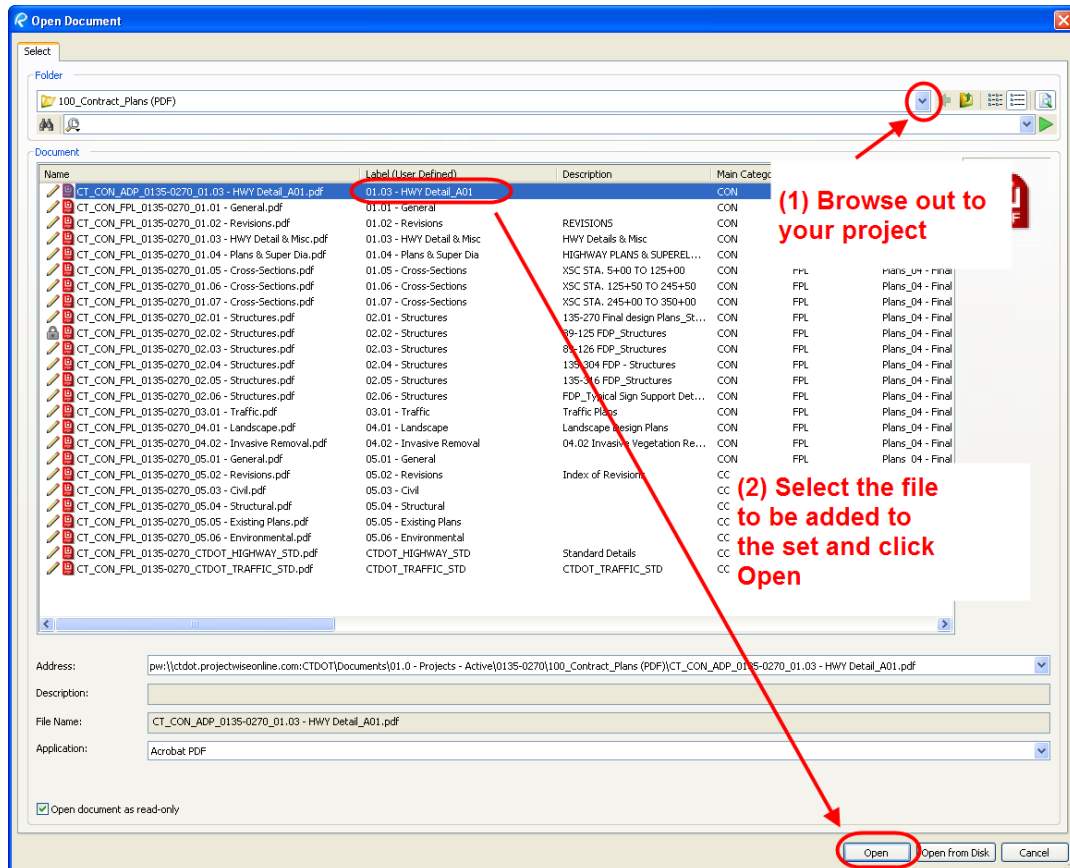 Open Document
Select
Folder
100_Contract_Plans (PDF)
Document
Name Label (User Defined) Description Main Catego
CT_CON_ADP_0135-0270_01.03 - HWY Detail_A01.pdf 01.03 - HWY Detail_A01 CON
CT_CON_FPL_0135-0270_01.01 - General.pdf 01.01 - General CON
CT_CON_FPL_0135-0270_01.02 - Revisions.pdf 01.02 - Revisions REVISIONS CON
CT_CON_FPL_0135-0270_01.03 - HWY Detail & Misc.pdf 01.03 - HWY Detail & Misc HWY Details & Misc CON
CT_CON_FPL_0135-0270_01.04 - Plans & Super Dia.pdf 01.04 - Plans & Super Dia HIGHWAY PLANS & SUPEREL... CON
CT_CON_FPL_0135-0270_01.05 - Cross-Sections.pdf 01.05 - Cross-Sections XSC STA. 5+00 TO 125+00 CON FPL Plans_04 - Final
CT_CON_FPL_0135-0270_01.06 - Cross-Sections.pdf 01.06 - Cross-Sections XSC STA. 125+50 TO 245+50 CON FPL Plans_04 - Final
CT_CON_FPL_0135-0270_01.07 - Cross-Sections.pdf 01.07 - Cross-Sections XSC STA. 245+00 TO 350+00 CON FPL Plans_04 - Final
CT_CON_FPL_0135-0270_02.01 - Structures.pdf 02.01 - Structures 135-270 Final design Plans_St... CON FPL Plans_04 - Final
CT_CON_FPL_0135-0270_02.02 - Structures.pdf 02.02 - Structures 89-125 FDP_Structures CON FPL Plans_04 - Final
CT_CON_FPL_0135-0270_02.03 - Structures.pdf 02.03 - Structures 89-126 FDP_Structures CON FPL Plans_04 - Final
CT_CON_FPL_0135-0270_02.04 - Structures.pdf 02.04 - Structures 135-304 FDP - Structures CON FPL Plans_04 - Final
CT_CON_FPL_0135-0270_02.05 - Structures.pdf 02.05 - Structures 135-316 FDP_Structures CON FPL Plans_04 - Final
CT_CON_FPL_0135-0270_02.06 - Structures.pdf 02.06 - Structures FDP_Typical Sign Support Det... CON FPL Plans_04 - Final
CT_CON_FPL_0135-0270_03.01 - Traffic.pdf 03.01 - Traffic Traffic Plans CON FPL Plans_04 - Final
CT_CON_FPL_0135-0270_04.01 - Landscape.pdf 04.01 - Landscape Landscape Design Plans CON FPL Plans_04 - Final
CT_CON_FPL_0135-0270_04.02 - Invasive Removal.pdf 04.02 - Invasive Removal 04.02 Invasive Vegetation Re... CON FPL Plans_04 - Final
CT_CON_FPL_0135-0270_05.01 - General.pdf 05.01 - General CON FPL Plans_04 - Final
CT_CON_FPL_0135-0270_05.02 - Revisions.pdf 05.02 - Revisions Index of Revisions CC
CT_CON_FPL_0135-0270_05.03 - Civil.pdf 05.03 - Civil CC
CT_CON_FPL_0135-0270_05.04 - Structural.pdf 05.04 - Structural CC
CT_CON_FPL_0135-0270_05.05 - Existing Plans.pdf 05.05 - Existing Plans CC
CT_CON_FPL_0135-0270_05.06 - Environmental.pdf 05.06 - Environmental CC
CT_CON_FPL_0135-0270_CTDOT_HIGHWAY_STD.pdf CTDOT_HIGHWAY_STD Standard Details CC
CT_CON_FPL_0135-0270_CTDOT_TRAFFIC_STD.pdf CTDOT_TRAFFIC_STD CTDOT_TRAFFIC_STD CC
(1) Browse out to
your project
(2) Select the file
to be added to
the set and click
Open
Address: pw:\\ctdot.projectwiseonline.com:CTDOT\Documents\01.0 - Projects - Active\0135-0270\100_Contract_Plans (PDF)\CT_CON_ADP_0135-0270_01.03 - HWY Detail_A01.pdf
Description:
File Name: CT_CON_ADP_0135-0270_01.03 - HWY Detail_A01.pdf
Application: Acrobat PDF
Open document as read-only
Open Open from Disk Cancel